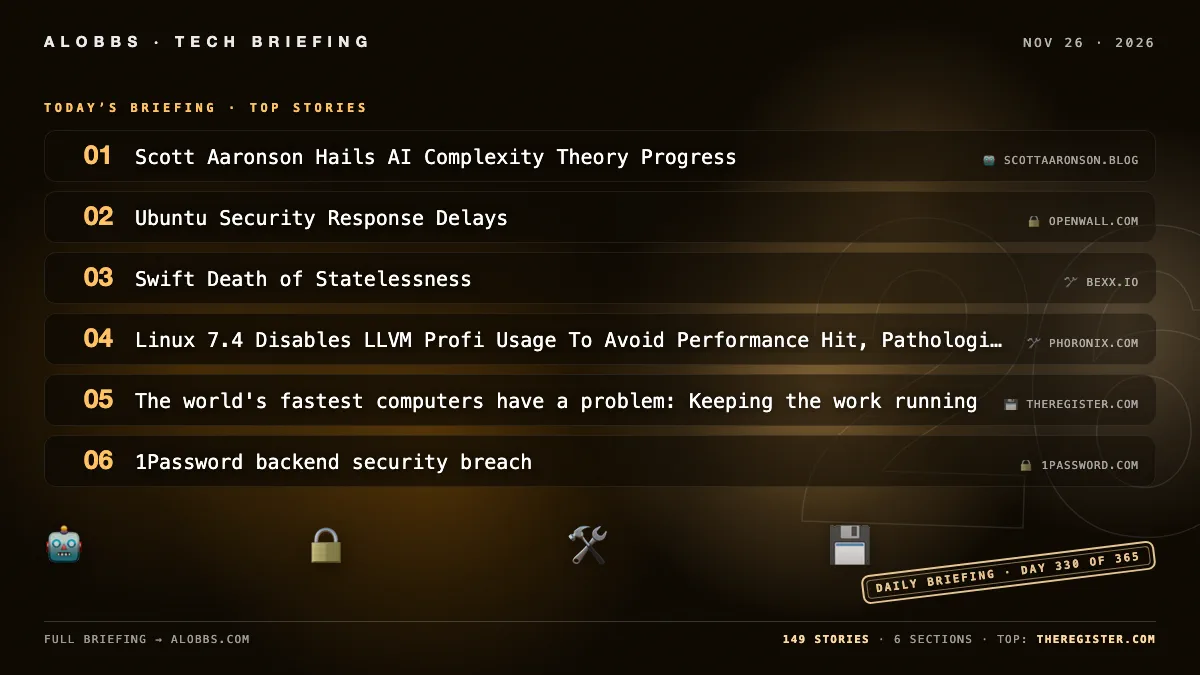 ALOBBS · TECH BRIEFING
NOV 26 · 2026
TODAY’S BRIEFING · TOP STORIES
01 Scott Aaronson Hails AI Complexity Theory Progress SCOTTAARONSON.BLOG
02 Ubuntu Security Response Delays OPENWALL.COM
03 Swift Death of Statelessness BEXX.IO
04 Linux 7.4 Disables LLVM Profi Usage To Avoid Performance Hit, Pathologi… PHORONIX.COM
05 The world's fastest computers have a problem: Keeping the work running THEREGISTER.COM
06 1Password backend security breach 1PASSWORD.COM
26
DAILY BRIEFING · DAY 330 OF 365
FULL BRIEFING → ALOBBS.COM
149 STORIES · 6 SECTIONS · TOP: THEREGISTER.COM